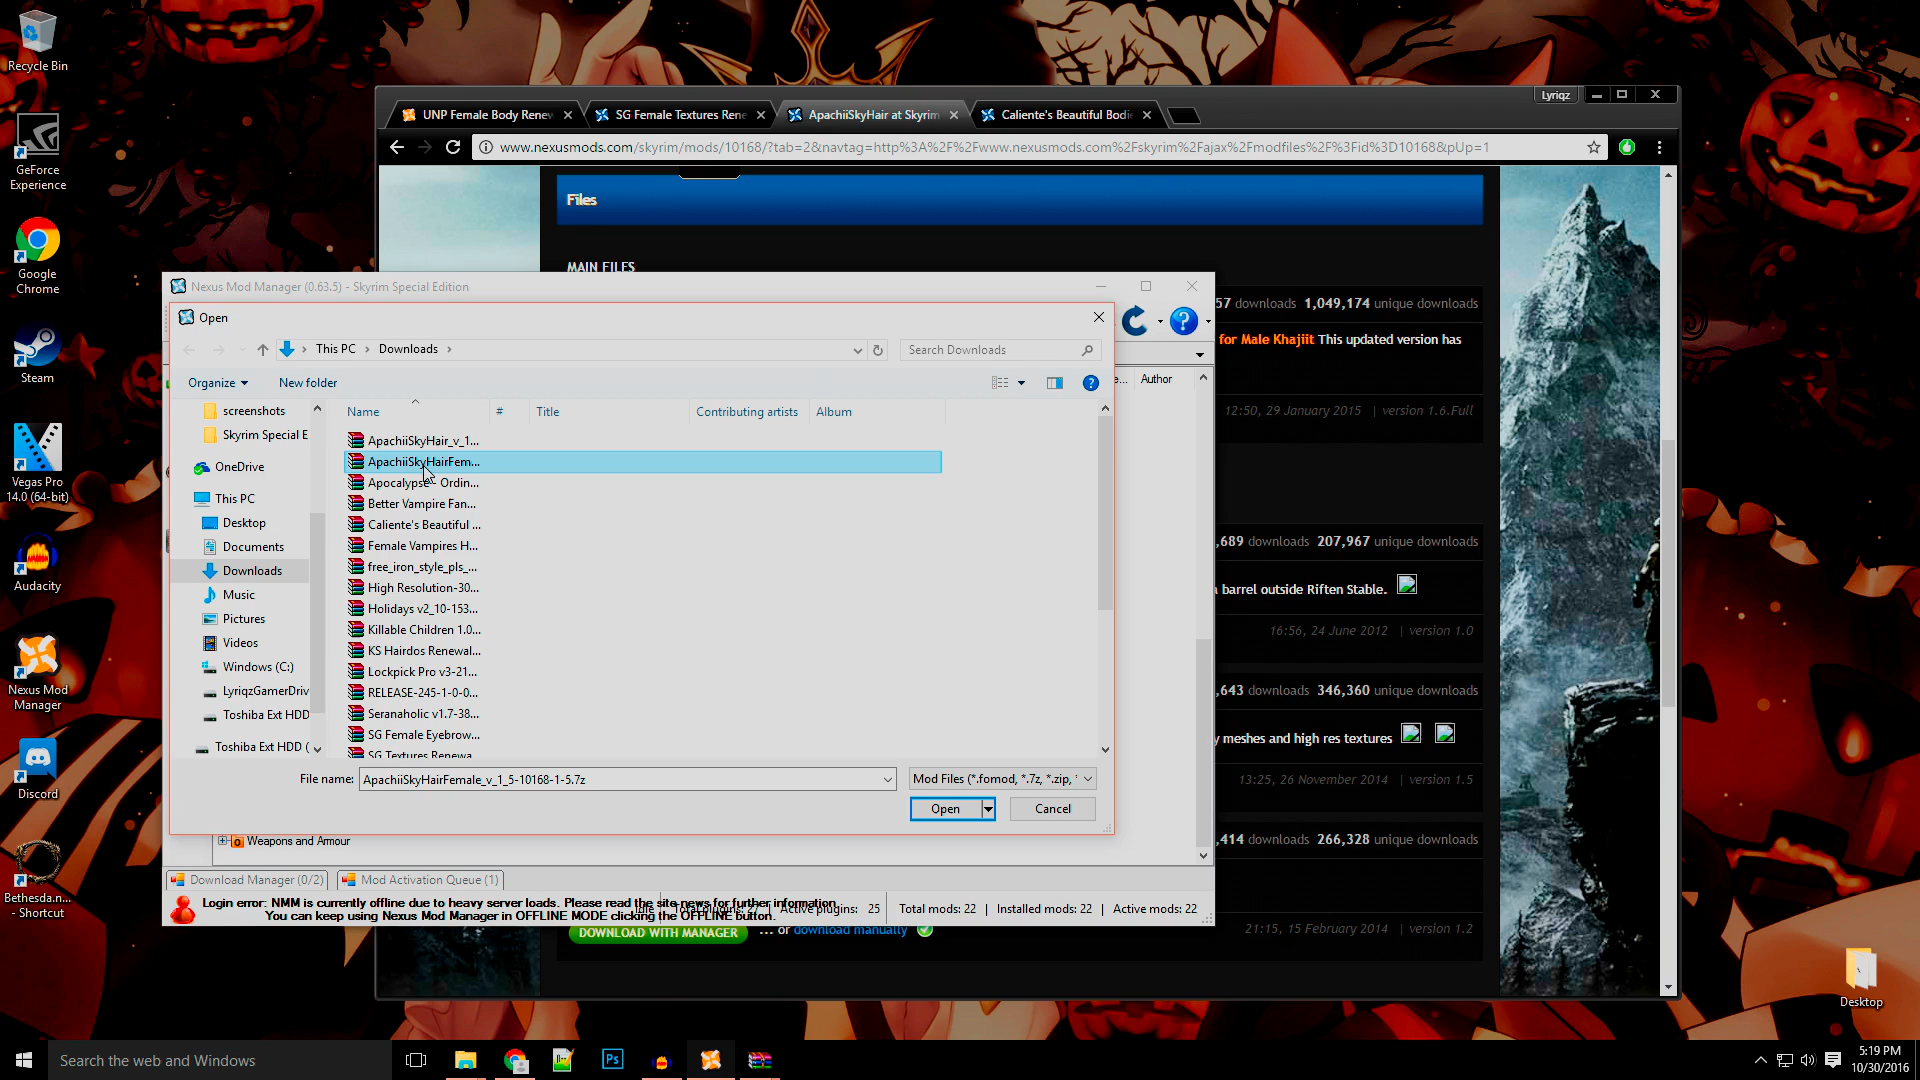 Recycle Bin
GeForce
Experience
Google
Chrome
Steam
Vegas Pro
14.0 (64-bit)
Audacity
Nexus Mod
Manager
Discord
Bethesda.n...
- Shortcut
Lyriqz
UNP Female Body Renew
SG Female Textures Rene
ApachiiSkyHair at Skyrim
Caliente's Beautiful Bodie
www.nexusmods.com/skyrim/mods/10168/?tab=2&navtag=http%3A%2F%2Fwww.nexusmods.com%2Fskyrim%2Fajax%2Fmodfiles%2F%3Fid%3D10168&pUp=1
Files
MAIN FILES
57 downloads 1,049,174 unique downloads
for Male Khajiit This updated version has
12:50, 29 January 2015 | version 1.6.Full
,689 downloads 207,967 unique downloads
barrel outside Riften Stable.
16:56, 24 June 2012 | version 1.0
,643 downloads 346,360 unique downloads
y meshes and high res textures
13:25, 26 November 2014 | version 1.5
,414 downloads 266,328 unique downloads
DOWNLOAD WITH MANAGER ... or download manually
21:15, 15 February 2014 | version 1.2
Nexus Mod Manager (0.63.5) - Skyrim Special Edition
Author
Open
This PC > Downloads >
Search Downloads
Organize
New folder
Name # Title Contributing artists Album
screenshots
Skyrim Special E
OneDrive
This PC
Desktop
Documents
Downloads
Music
Pictures
Videos
Windows (C:)
LyriqzGamerDriv
Toshiba Ext HDD
Toshiba Ext HDD (
ApachiiSkyHair_v_1...
ApachiiSkyHairFem...
Apocalypse - Ordin...
Better Vampire Fan...
Caliente's Beautiful ...
Female Vampires H...
free_iron_style_pls_...
High Resolution-30...
Holidays v2_10-153...
Killable Children 1.0...
KS Hairdos Renewal...
Lockpick Pro v3-21...
RELEASE-245-1-0-0...
Seranaholic v1.7-38...
SG Female Eyebrow...
SG Textures Renewa
File name: ApachiiSkyHairFemale_v_1_5-10168-1-5.7z
Mod Files (*.fomod, *.7z, *.zip, *
Open
Cancel
Weapons and Armour
Download Manager (0/2)
Mod Activation Queue (1)
Login error: NMM is currently offline due to heavy server loads. Please read the site news for further information.
You can keep using Nexus Mod Manager in OFFLINE MODE clicking the OFFLINE button.
Idle | Total plugins: 27 | Active plugins: 25 | Total mods: 22 | Installed mods: 22 | Active mods: 22
Desktop
Search the web and Windows
Ps
5:19 PM
10/30/2016